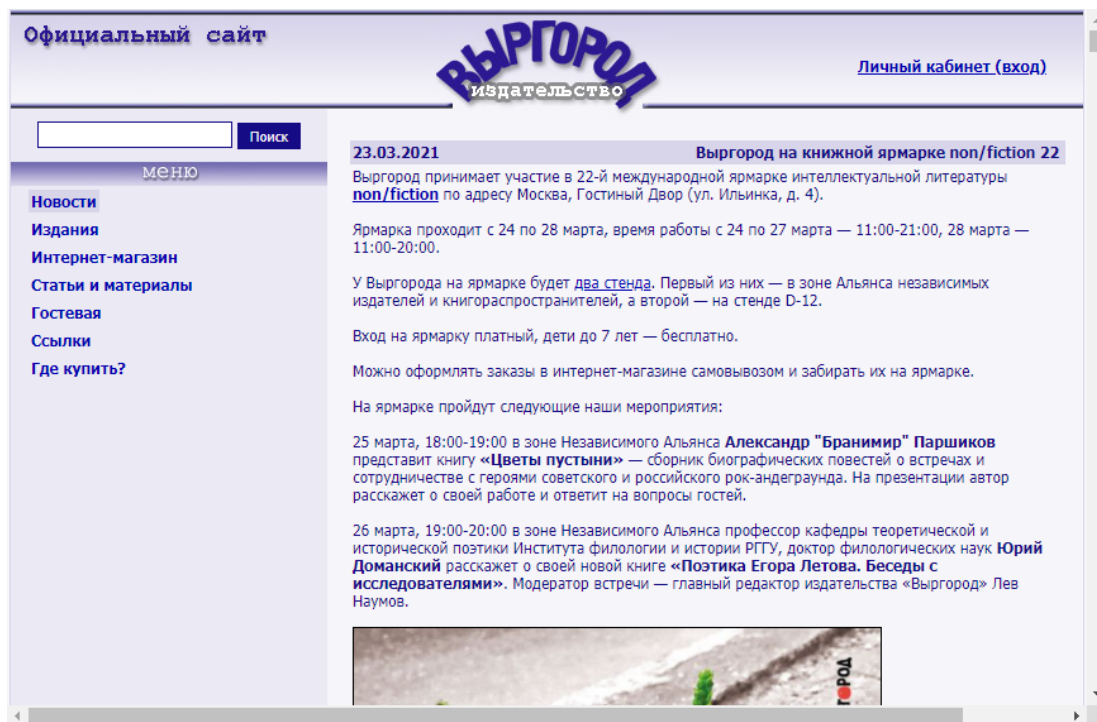 Официальный сайт
ВЫРГОРОД
издательство
Личный кабинет (вход)
Поиск
меню
Новости
Издания
Интернет-магазин
Статьи и материалы
Гостевая
Ссылки
Где купить?
23.03.2021 Выргород на книжной ярмарке non/fiction 22
Выргород принимает участие в 22-й международной ярмарке интеллектуальной литературы
non/fiction по адресу Москва, Гостиный Двор (ул. Ильинка, д. 4).
Ярмарка проходит с 24 по 28 марта, время работы с 24 по 27 марта — 11:00-21:00, 28 марта —
11:00-20:00.
У Выргорода на ярмарке будет два стенда. Первый из них — в зоне Альянса независимых
издателей и книгораспространителей, а второй — на стенде D-12.
Вход на ярмарку платный, дети до 7 лет — бесплатно.
Можно оформлять заказы в интернет-магазине самовывозом и забирать их на ярмарке.
На ярмарке пройдут следующие наши мероприятия:
25 марта, 18:00-19:00 в зоне Независимого Альянса Александр "Бранимир" Паршиков
представит книгу «Цветы пустыни» — сборник биографических повестей о встречах и
сотрудничестве с героями советского и российского рок-андеграунда. На презентации автор
расскажет о своей работе и ответит на вопросы гостей.
26 марта, 19:00-20:00 в зоне Независимого Альянса профессор кафедры теоретической и
исторической поэтики Института филологии и истории РГГУ, доктор филологических наук Юрий
Доманский расскажет о своей новой книге «Поэтика Егора Летова. Беседы с
исследователями». Модератор встречи — главный редактор издательства «Выргород» Лев
Наумов.